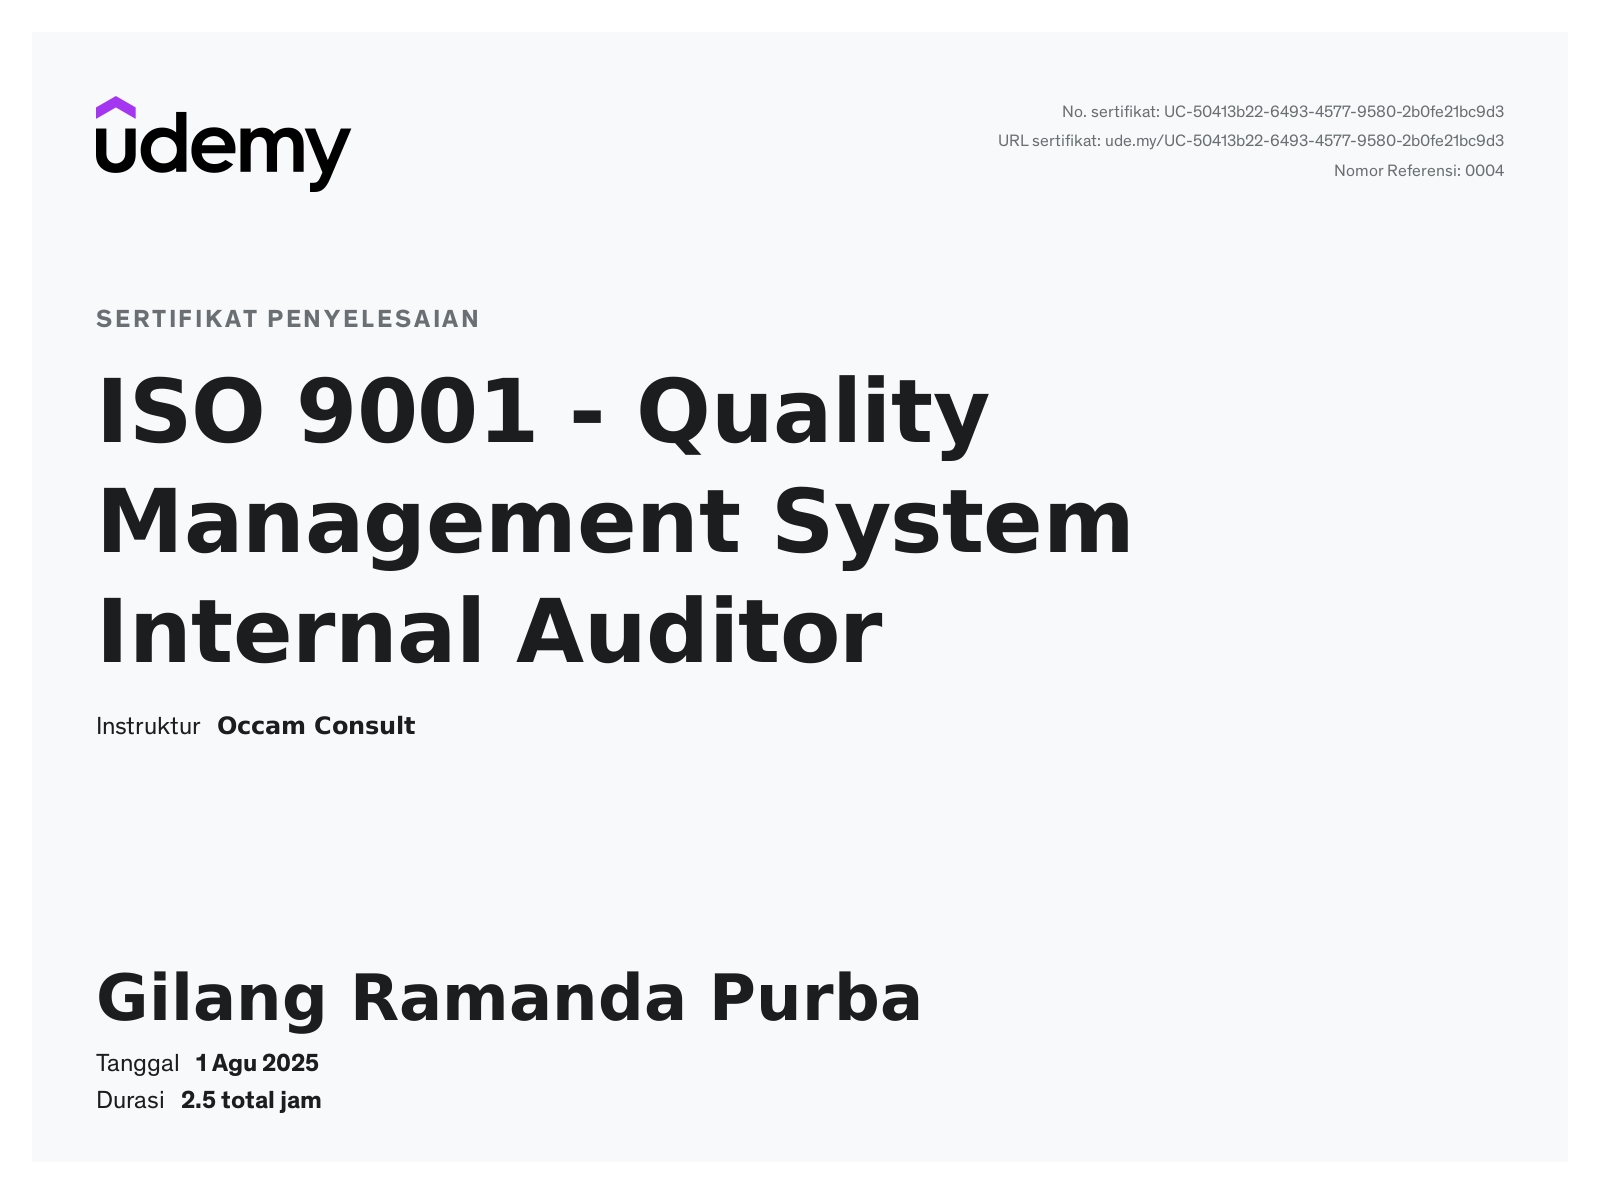 udemy
No. sertifikat: UC-50413b22-6493-4577-9580-2b0fe21bc9d3
URL sertifikat: ude.my/UC-50413b22-6493-4577-9580-2b0fe21bc9d3
Nomor Referensi: 0004
SERTIFIKAT PENYELESAIAN
ISO 9001 - Quality
Management System
Internal Auditor
Instruktur Occam Consult
Gilang Ramanda Purba
Tanggal 1 Agu 2025
Durasi 2.5 total jam